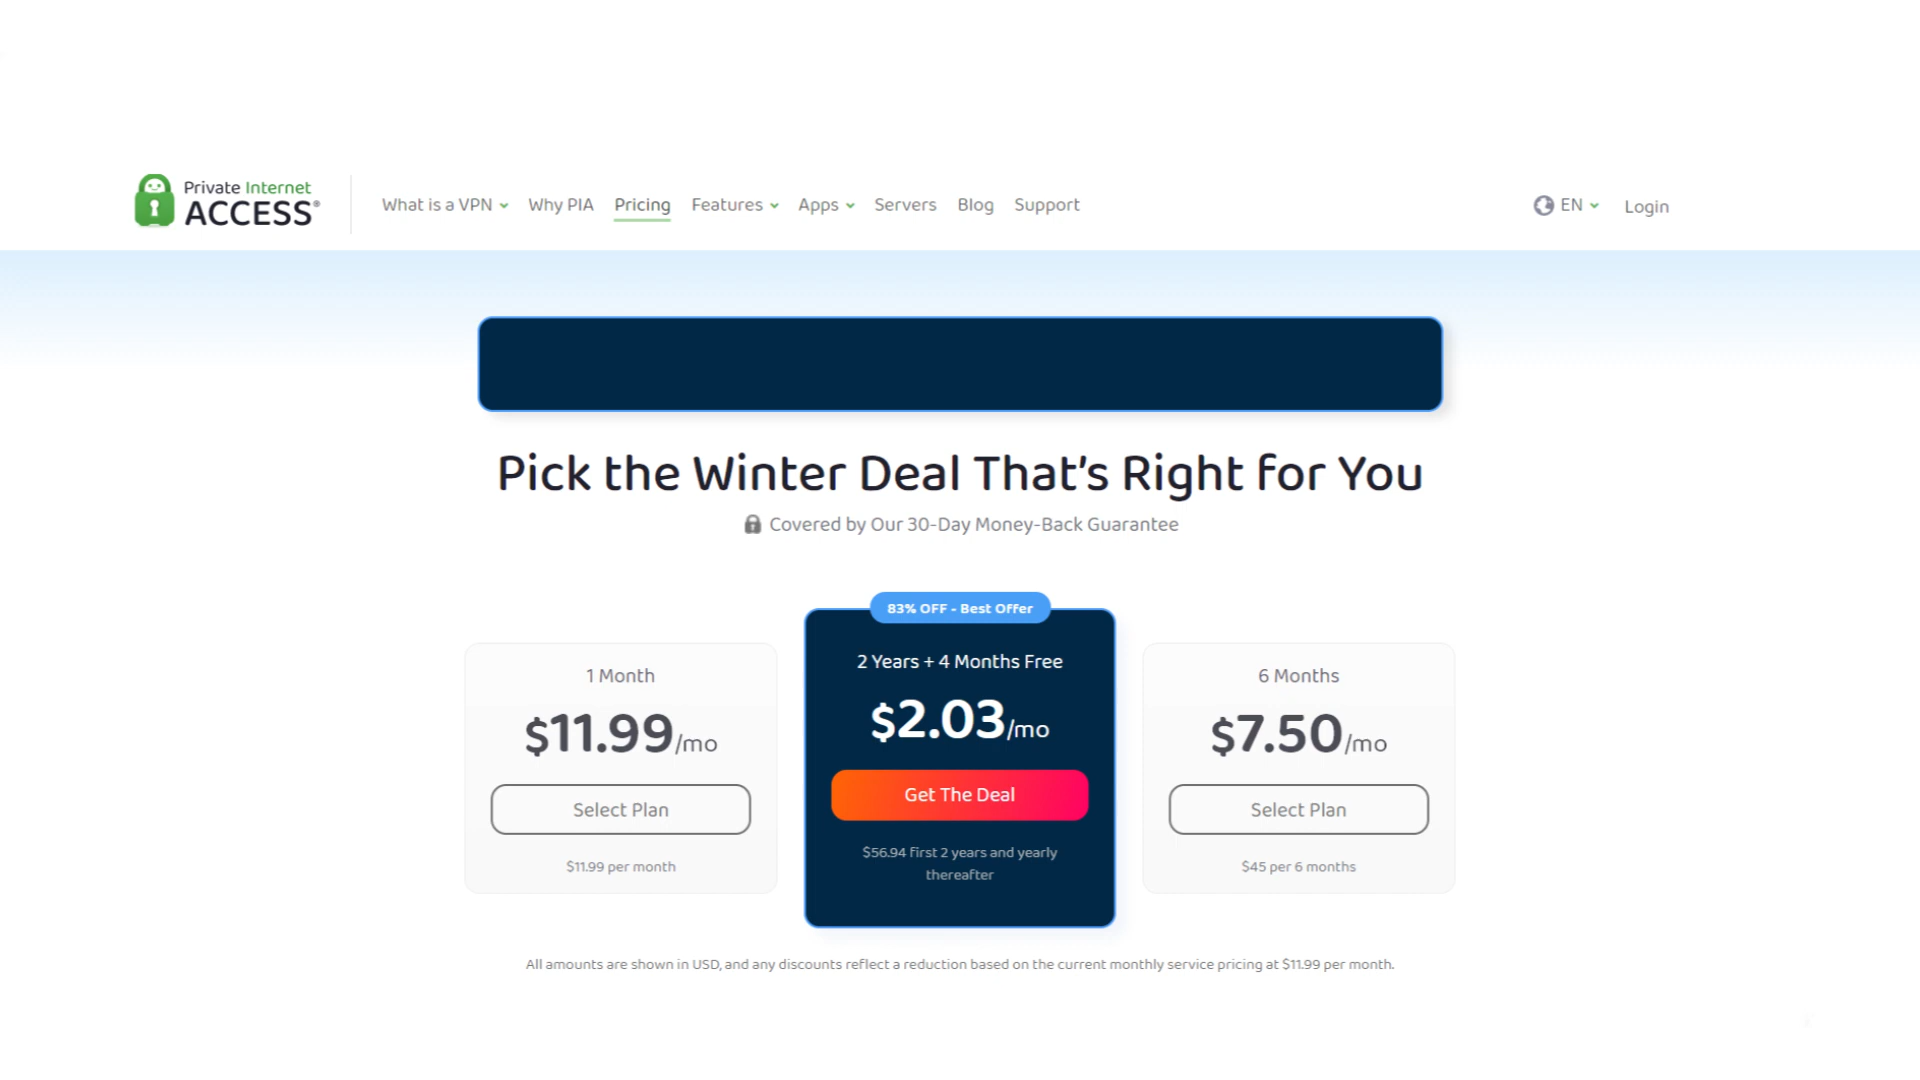 Private Internet
ACCESS®
What is a VPN
Why PIA
Pricing
Features
Apps
Servers
Blog
Support
EN
Login
Pick the Winter Deal That's Right for You
Covered by Our 30-Day Money-Back Guarantee
1 Month
$11.99/mo
Select Plan
$11.99 per month
83% OFF - Best Offer
2 Years + 4 Months Free
$2.03/mo
Get The Deal
$56.94 first 2 years and yearly
thereafter
6 Months
$7.50/mo
Select Plan
$45 per 6 months
All amounts are shown in USD, and any discounts reflect a reduction based on the current monthly service pricing at $11.99 per month.